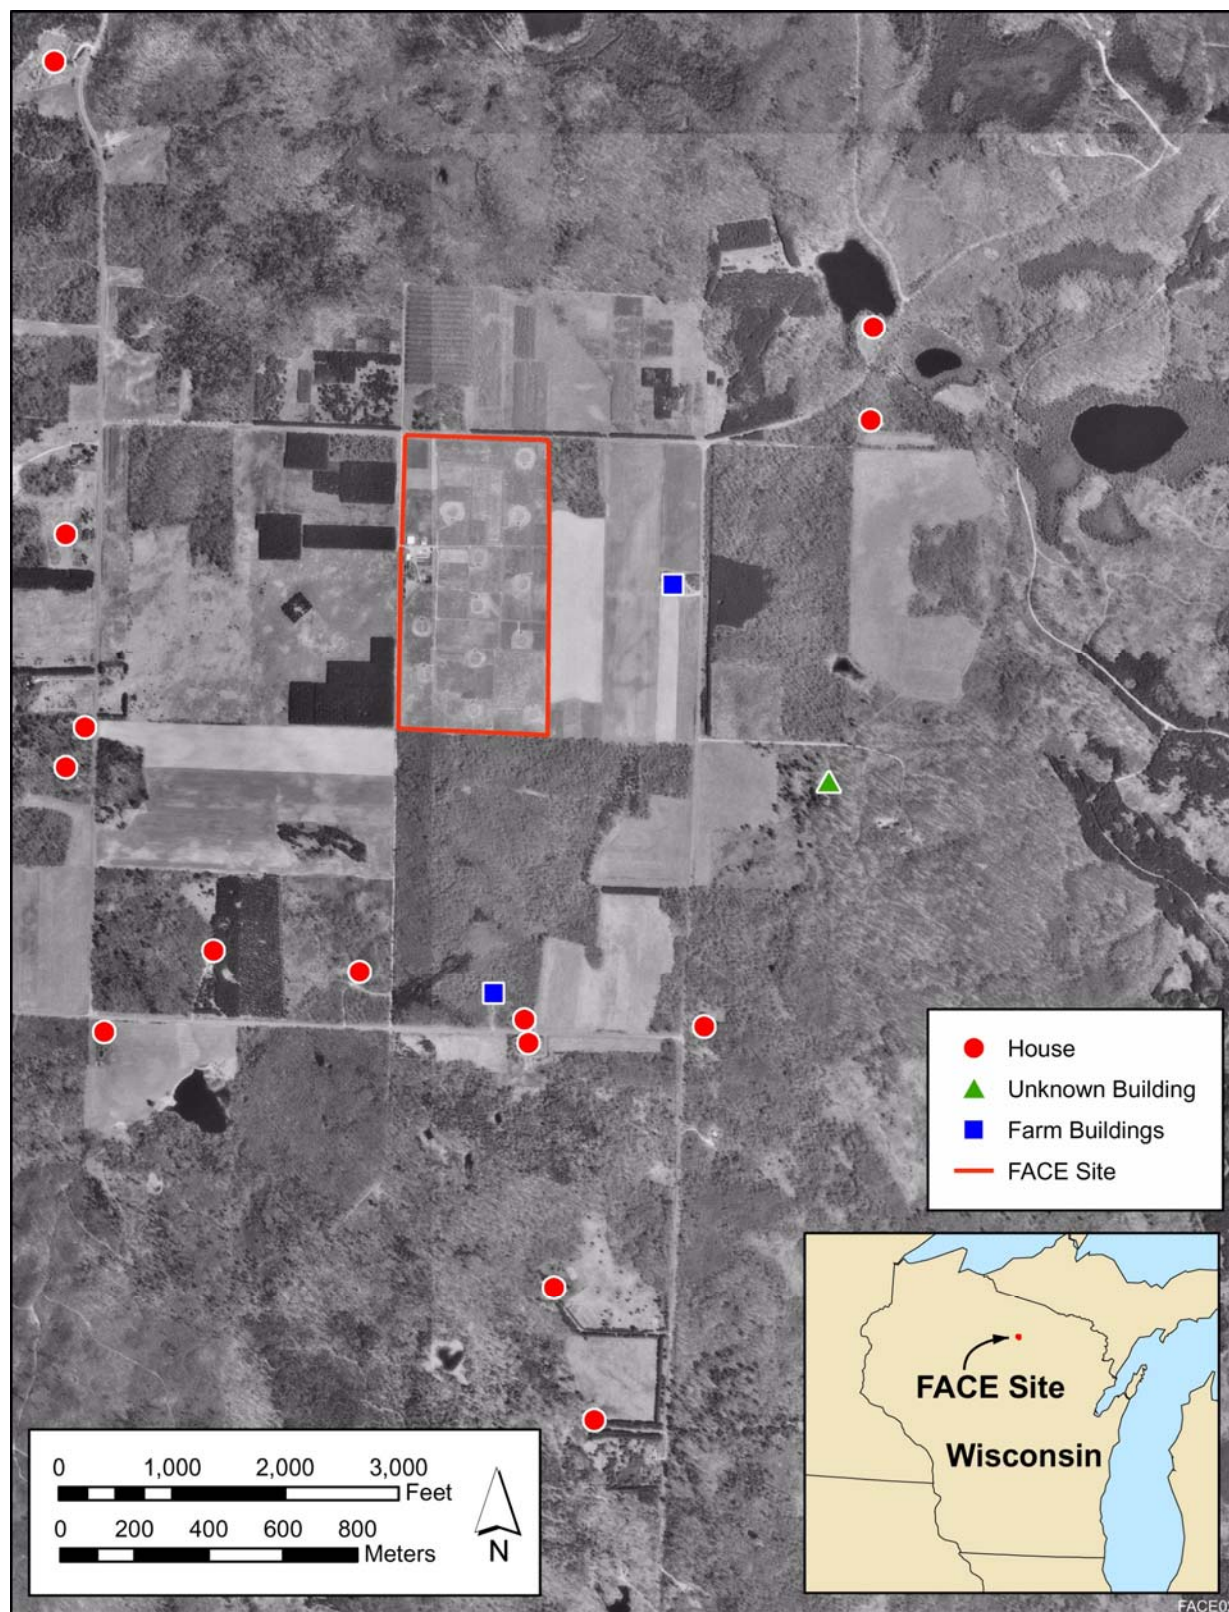 House
Unknown Building
Farm Buildings
FACE Site
FACE Site
Wisconsin
0 1,000 2,000 3,000
Feet
0 200 400 600 800
Meters
N
FACE0